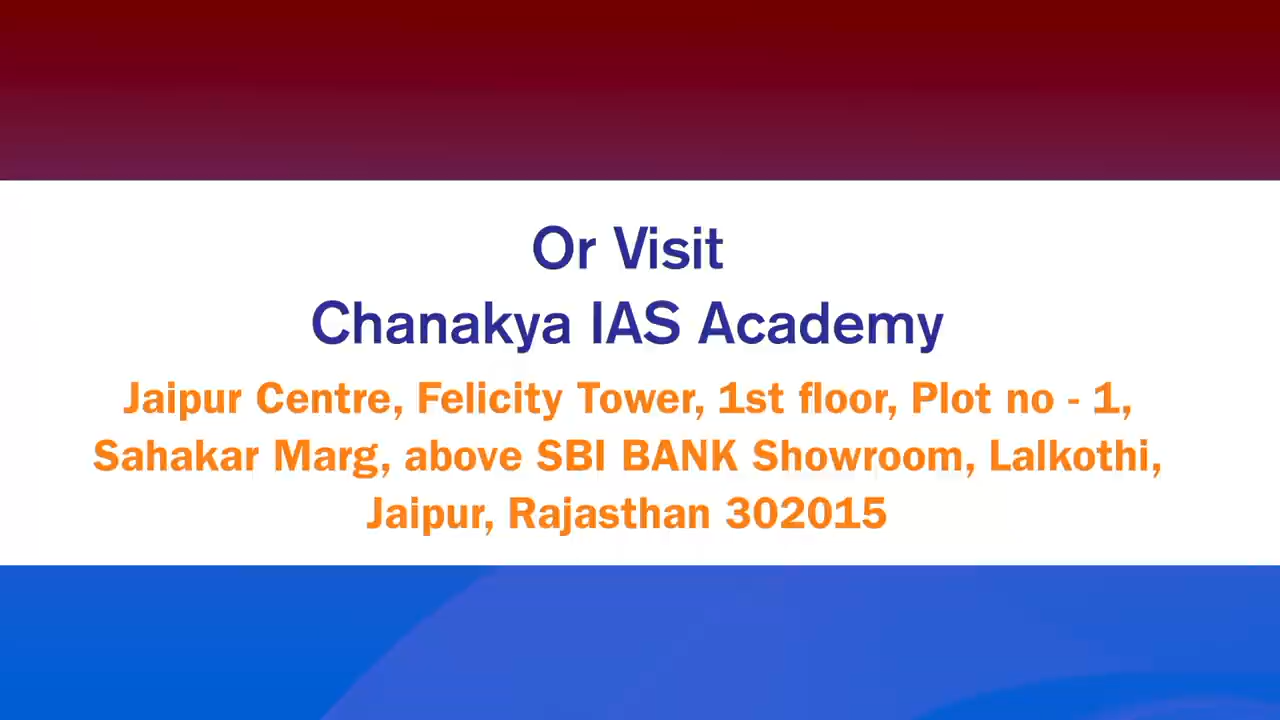 Or Visit
Chanakya IAS Academy
Jaipur Centre, Felicity Tower, 1st floor, Plot no - 1,
Sahakar Marg, above SBI BANK Showroom, Lalkothi,
Jaipur, Rajasthan 302015